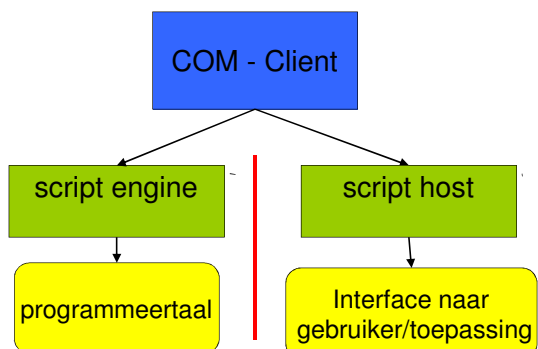 COM - Client
script engine
script host
programmeertaal
Interface naar
gebruiker/toepassing